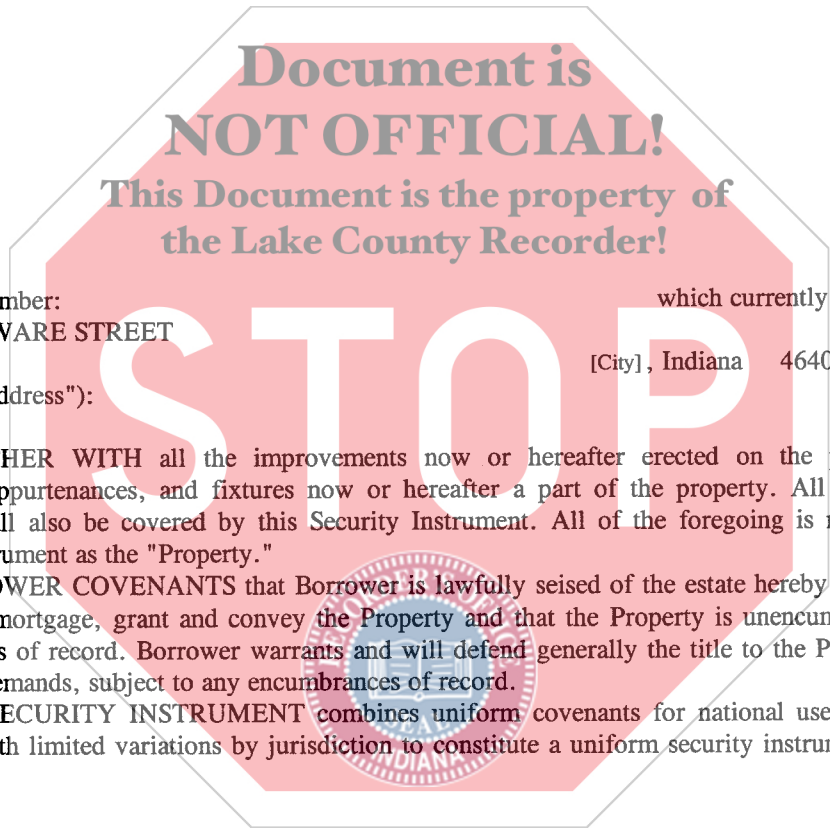 Document is
NOT OFFICIAL!
This Document is the property of
the Lake County Recorder!
STOP
mber: which currently
WARE STREET
[City], Indiana 4640
ddress"):
HER WITH all the improvements now or hereafter erected on the
ppurtenances, and fixtures now or hereafter a part of the property. All
ll also be covered by this Security Instrument. All of the foregoing is
rument as the "Property."
OWER COVENANTS that Borrower is lawfully seised of the estate hereby
mortgage, grant and convey the Property and that the Property is unencum
s of record. Borrower warrants and will defend generally the title to the P
emands, subject to any encumbrances of record.
ECURITY INSTRUMENT combines uniform covenants for national use
th limited variations by jurisdiction to constitute a uniform security instrum
RECORDER'S OFFICE
SEAL
INDIANA